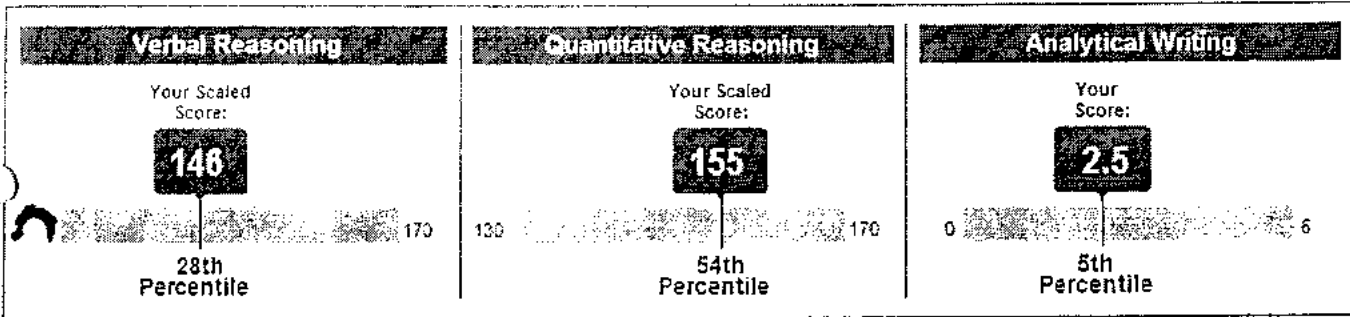 Verbal Reasoning
Your Scaled
Score:
146
170
28th
Percentile
Quantitative Reasoning
Your Scaled
Score:
155
130
170
54th
Percentile
Analytical Writing
Your
Score:
2.5
0
6
5th
Percentile